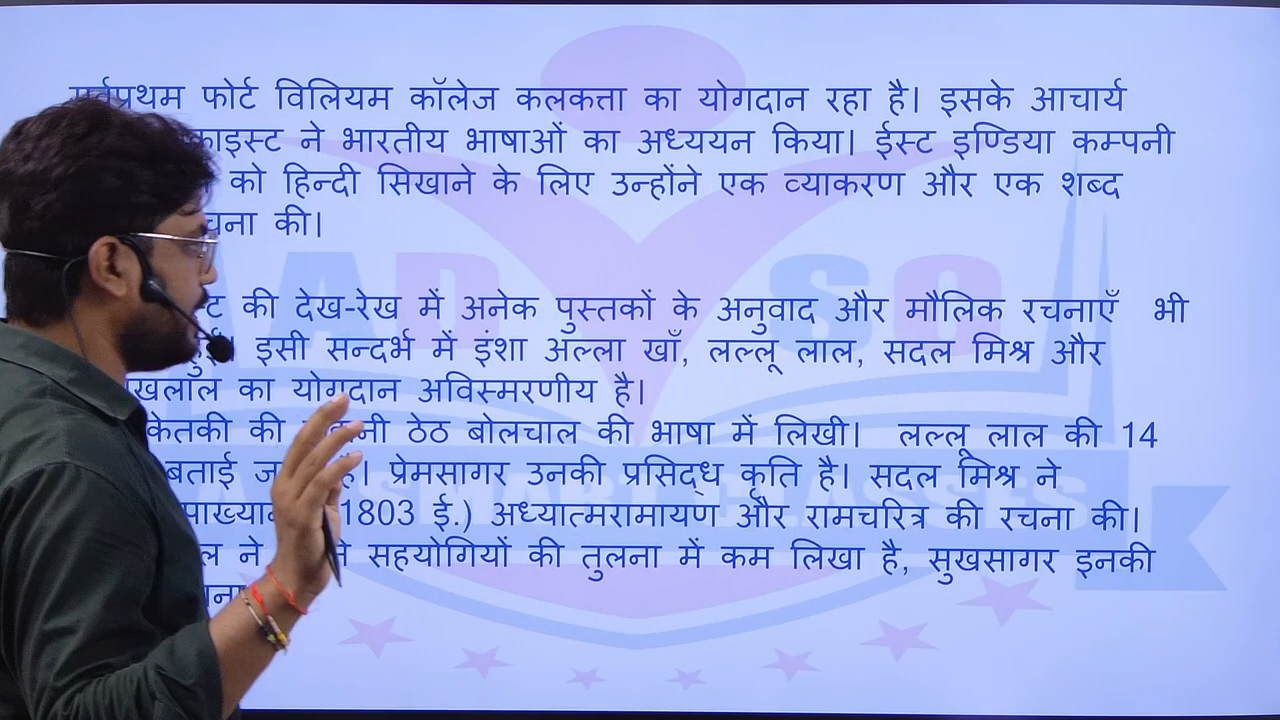 सर्वप्रथम फोर्ट विलियम कॉलेज कलकत्ता का योगदान रहा है। इसके आचार्य
ने भारतीय भाषाओं का अध्ययन किया। ईस्ट इण्डिया कम्पनी
को हिन्दी सिखाने के लिए उन्होंने एक व्याकरण और एक शब्द
की।
की देख-रेख में अनेक पुस्तकों के अनुवाद और मौलिक रचनाएँ भी
हुई। इसी सन्दर्भ में इंशा अल्ला खाँ, लल्लू लाल, सदल मिश्र और
का योगदान अविस्मरणीय है।
केतकी की ठेठ बोलचाल की भाषा में लिखी। लल्लू लाल की 14
बताई है। प्रेमसागर उनकी प्रसिद्ध कृति है। सदल मिश्र ने
1803 ई.) अध्यात्मरामायण और रामचरित्र की रचना की।
ने सहयोगियों की तुलना में कम लिखा है, सुखसागर इनकी